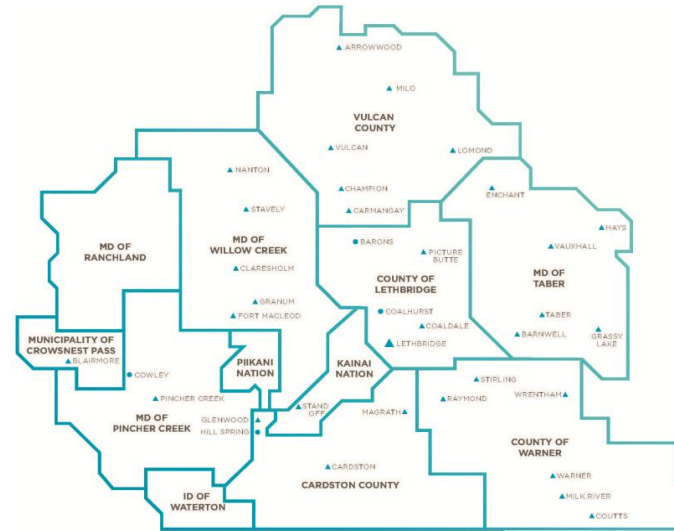 ARROWWOOD
MILO
VULCAN
COUNTY
VULCAN
LOMOND
NANTON
CHAMPION
ENCHANT
STAVELY
CARMANGAY
HAYS
MD OF
RANCHLAND
MD OF
WILLOW CREEK
BARONS
PICTURE
BUTTE
VAUXHALL
CLARESHOLM
COUNTY OF
LETHBRIDGE
MD OF
TABER
GRANUM
FORT MACLEOD
COALHURST
COALDALE
TABER
BARNWELL
GRASSY
LAKE
MUNICIPALITY OF
CROWSNEST PASS
BLAIRMORE
LETHBRIDGE
PIIKANI
NATION
KAINAI
NATION
COWLEY
STIRLING
RAYMOND
WRENTHAM
PINCHER CREEK
MD OF
PINCHER CREEK
GLENWOOD
HILL SPRING
STAND
OFF
MAGRATH
COUNTY OF
WARNER
CARDSTON
CARDSTON COUNTY
WARNER
MILK RIVER
COUTTS
ID OF
WATERTON